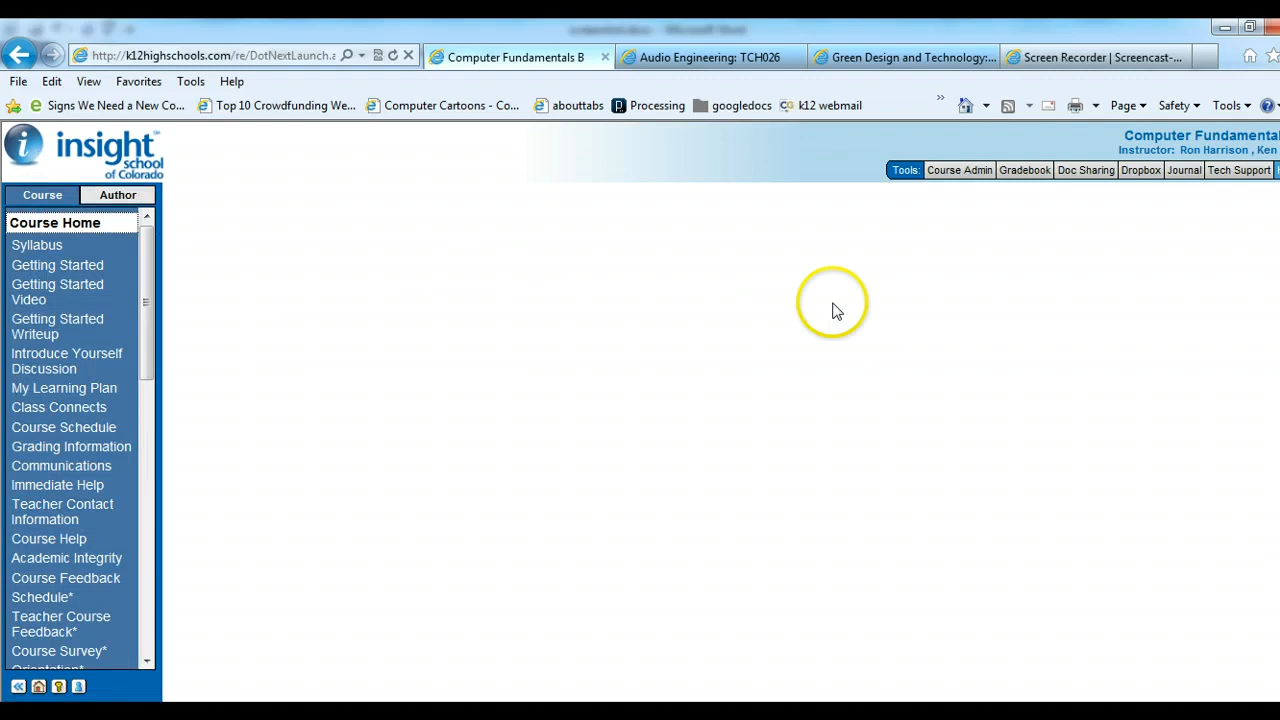 http://k12highschools.com/re/DotNextLaunch.a
Computer Fundamentals B
Audio Engineering: TCH026
Green Design and Technology:...
Screen Recorder | Screencast-...
File Edit View Favorites Tools Help
Signs We Need a New Co...
Top 10 Crowdfunding We...
Computer Cartoons - Co...
abouttabs
Processing
googledocs
k12 webmail
Page
Safety
Tools
insight
school
of Colorado
Computer Fundamental
Instructor: Ron Harrison , Ken
Tools: Course Admin Gradebook Doc Sharing Dropbox Journal Tech Support
Course Author
Course Home
Syllabus
Getting Started
Getting Started
Video
Getting Started
Writeup
Introduce Yourself
Discussion
My Learning Plan
Class Connects
Course Schedule
Grading Information
Communications
Immediate Help
Teacher Contact
Information
Course Help
Academic Integrity
Course Feedback
Schedule*
Teacher Course
Feedback*
Course Survey*
Orientation*